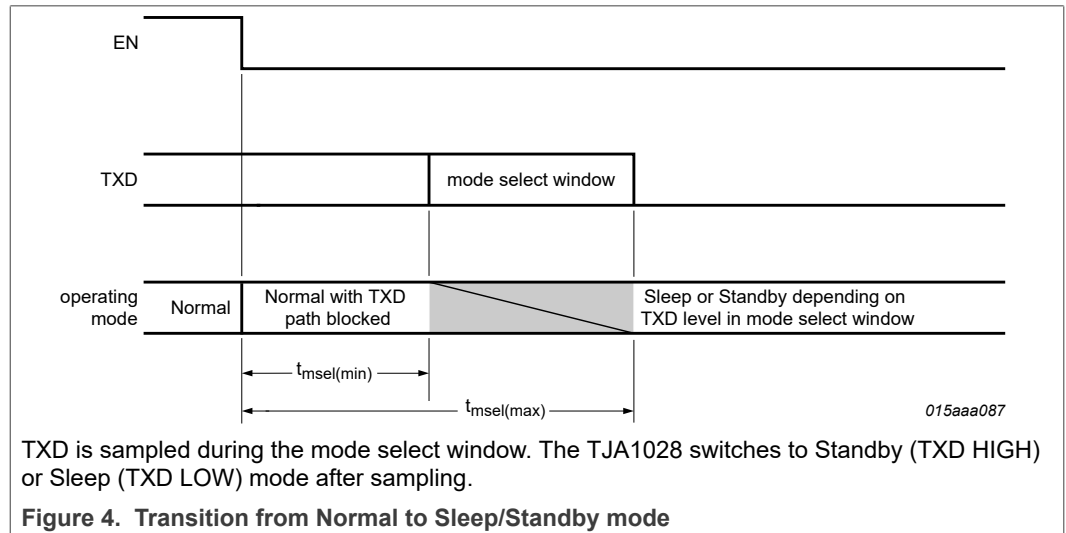 EN
TXD
mode select window
operating
mode
Normal
Normal with TXD
path blocked
Sleep or Standby depending on
TXD level in mode select window
tmsel(min)
tmsel(max)
015aaa087
TXD is sampled during the mode select window. The TJA1028 switches to Standby (TXD HIGH)
or Sleep (TXD LOW) mode after sampling.
Figure 4. Transition from Normal to Sleep/Standby mode